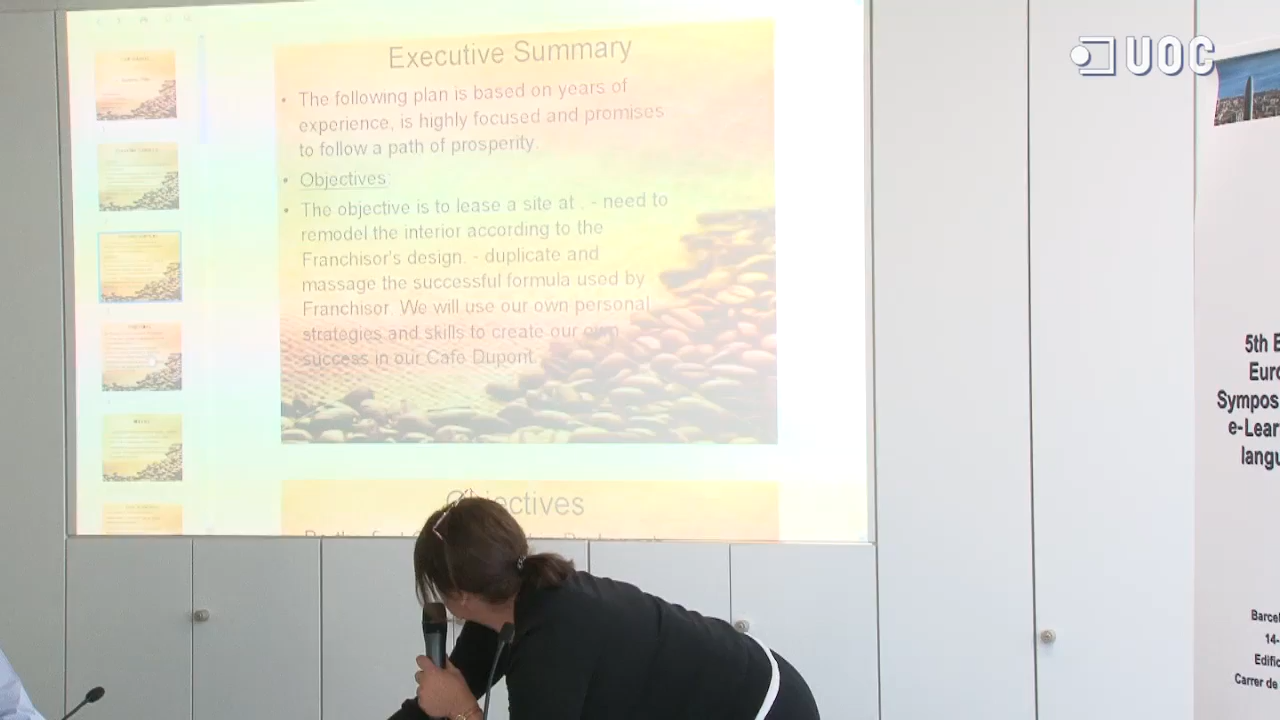 Executive Summary
• The following plan is based on years of
experience, is highly focused and promises
to follow a path of prosperity.
• Objectives
• The objective is to lease a site at . - need to
remodel the interior according to the
Franchisor's design. - duplicate and
massage the successful formula used by
Franchisor. We will use our own personal
strategies and skills to create our own
success in our Cafe Dupont.
Objectives
UOC
5th E
Euro
Sympos
e-Lear
langu
Barcel
14-
Edific
Carrer de